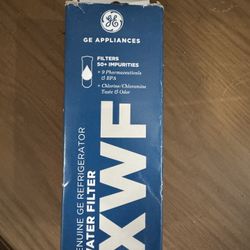 GE
GE APPLIANCES
FILTERS
50+ IMPURITIES
• 9 Pharmaceuticals
& BPA
• Chlorine/Chloramine
Taste & Odor
GENUINE GE REFRIGERATOR
WATER FILTER
XWF